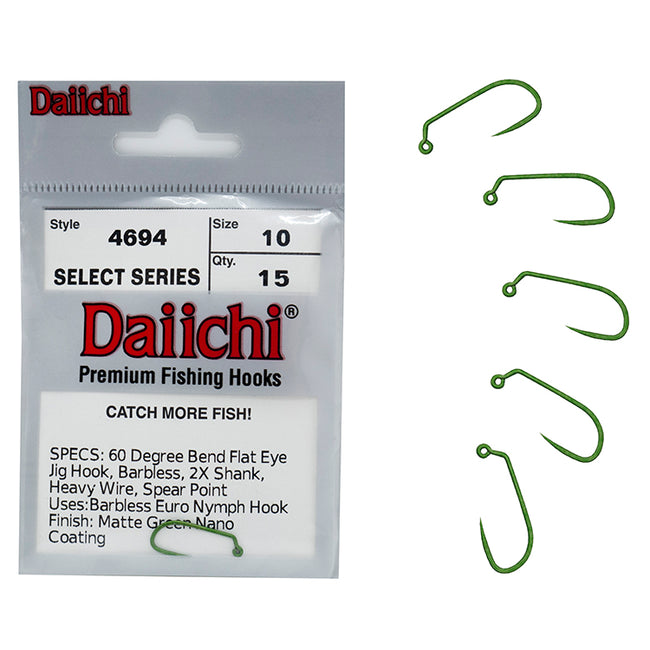 Daiichi
Style 4694 Size 10
SELECT SERIES Qty. 15
Daiichi®
Premium Fishing Hooks
CATCH MORE FISH!
SPECS: 60 Degree Bend Flat Eye
Jig Hook, Barbless, 2X Shank,
Heavy Wire, Spear Point
Uses:Barbless Euro Nymph Hook
Finish: Matte Green Nano
Coating